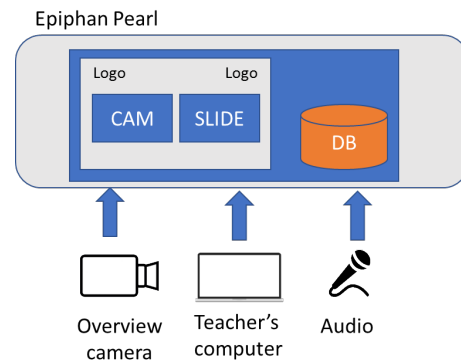 Epiphan Pearl
Logo Logo
CAM SLIDE
DB
Overview camera
Teacher's computer
Audio